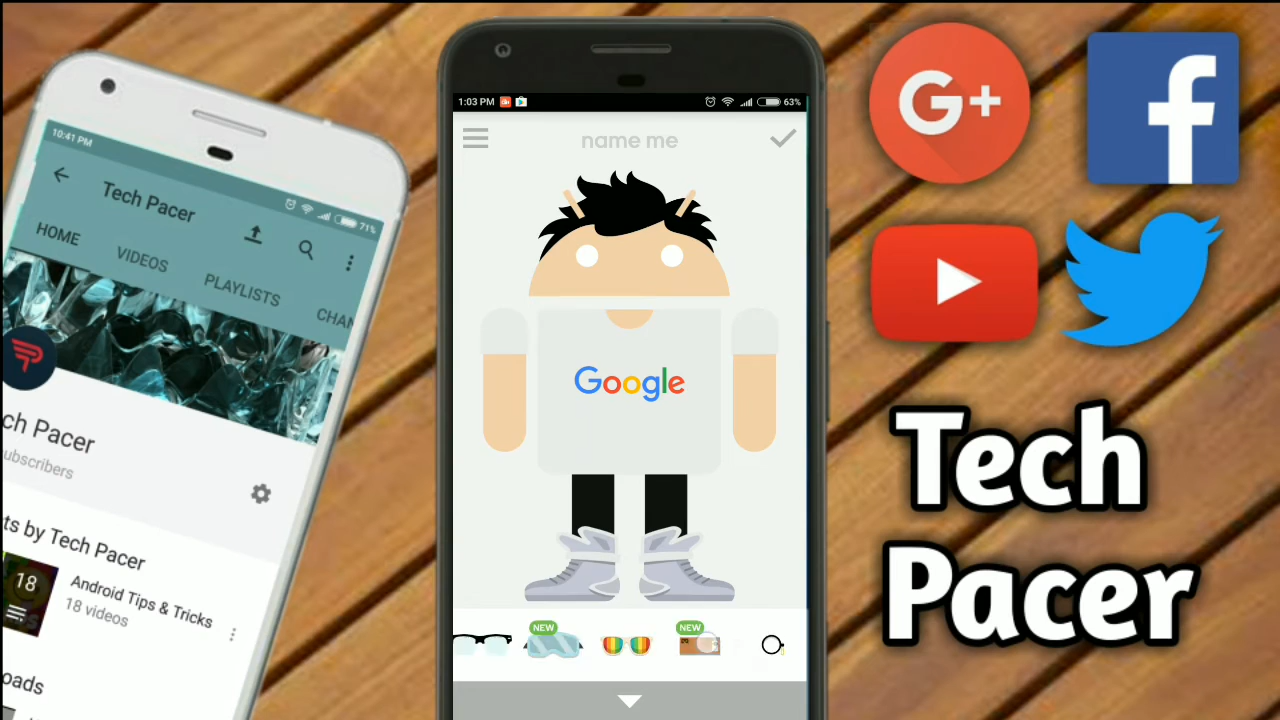 10:41 PM
71%
Tech Pacer
HOME
VIDEOS
PLAYLISTS
CHAN
ch Pacer
ubscribers
ts by Tech Pacer
18
Android Tips & Tricks
18 videos
oads
1:03 PM
63%
name me
Google
NEW
NEW
G+
f
Tech
Pacer